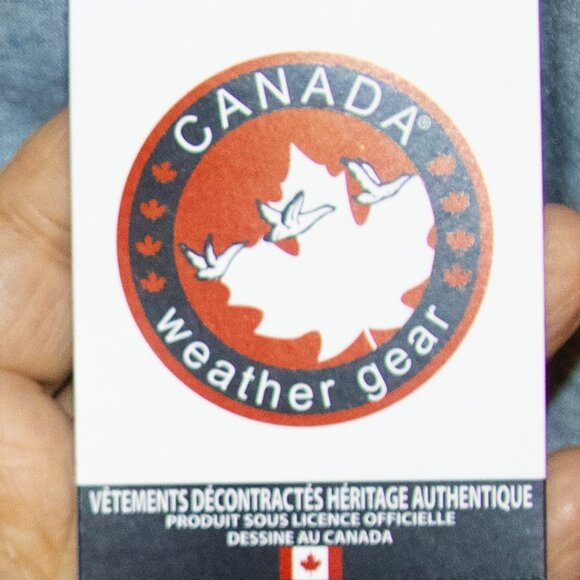 CANADA®
weather gear
VÊTEMENTS DÉCONTRACTÉS HÉRITAGE AUTHENTIQUE
PRODUIT SOUS LICENCE OFFICIELLE
DESSINE AU CANADA